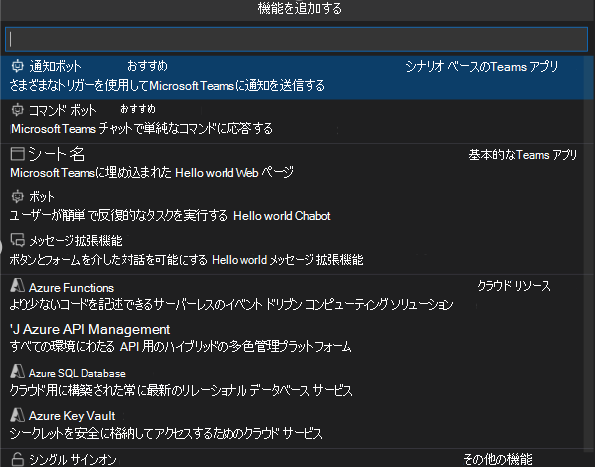 機能を追加する
通知ボット おすすめ シナリオ ベースのTeams アプリ
さまざまなトリガーを使用してMicrosoft Teamsに通知を送信する
コマンド ボット おすすめ
Microsoft Teams チャットで単純なコマンドに応答する
シート名 基本的なTeams アプリ
Microsoft Teamsに埋め込まれた Hello world Web ページ
ボット
ユーザーが簡単で反復的なタスクを実行する Hello world Chabot
メッセージ拡張機能
ボタンとフォームを介した対話を可能にする Hello world メッセージ拡張機能
Azure Functions クラウド リソース
より少ないコードを記述できるサーバーレスのイベント ドリブン コンピューティング ソリューション
'J Azure API Management
すべての環境にわたる API 用のハイブリッドの多色管理プラットフォーム
Azure SQL Database
クラウド用に構築された常に最新のリレーショナル データベース サービス
Azure Key Vault
シークレットを安全に格納してアクセスするためのクラウド サービス
シングル サインオン その他の機能